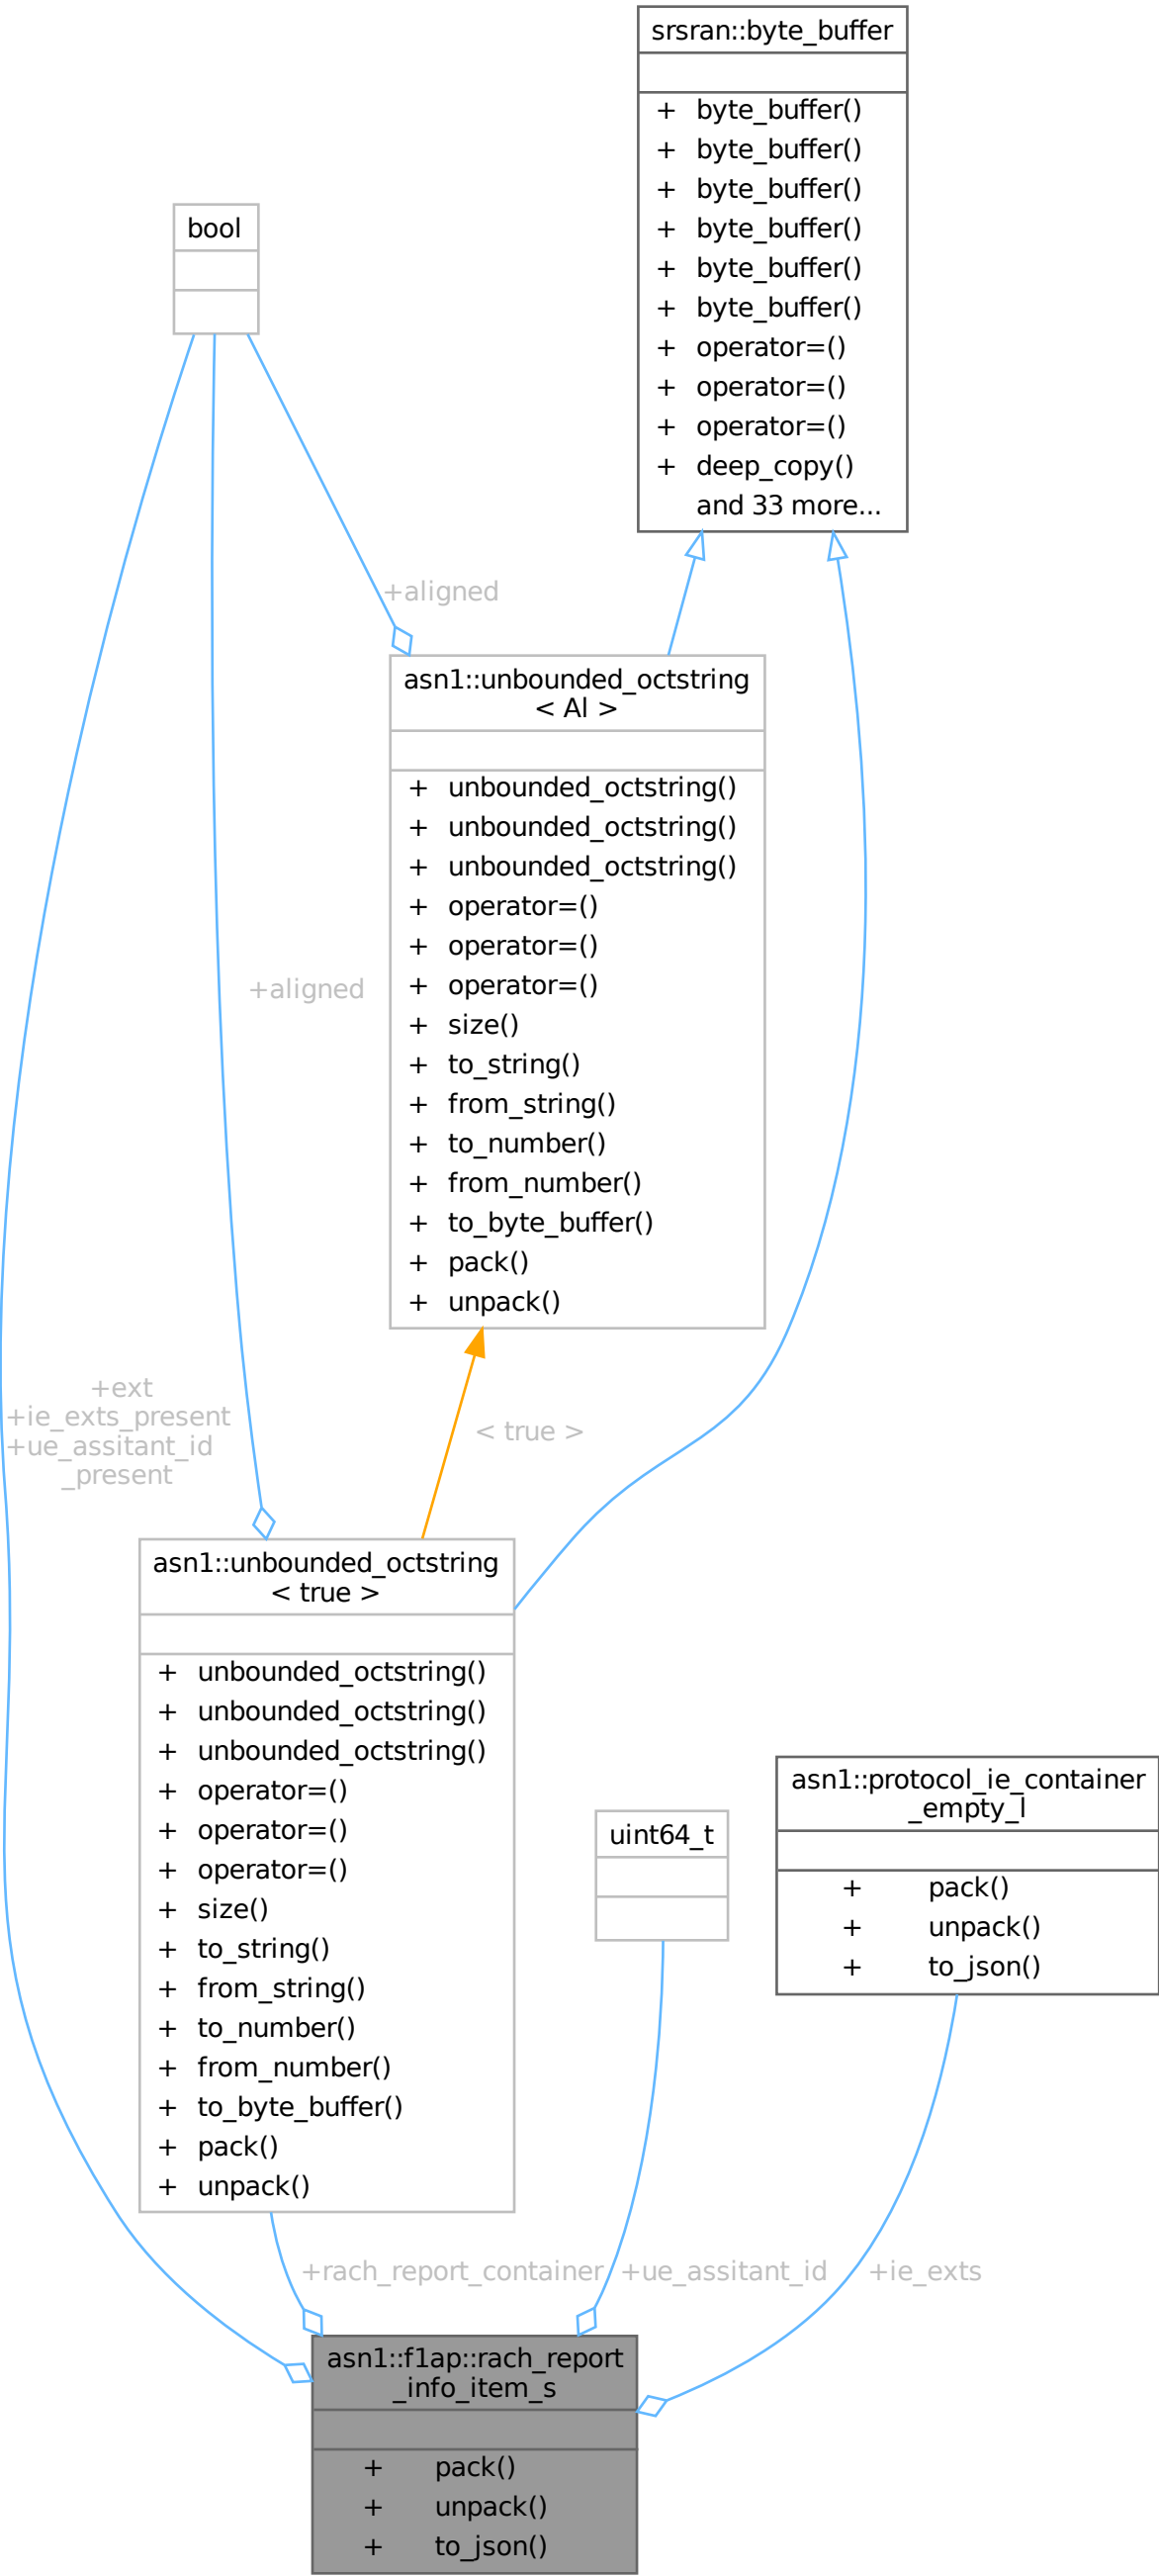 srsran::byte_buffer
+ byte_buffer()
+ byte_buffer()
+ byte_buffer()
+ byte_buffer()
+ byte_buffer()
+ byte_buffer()
+ operator=()
+ operator=()
+ operator=()
+ deep_copy()
and 33 more...
bool
+aligned
asn1::unbounded_octstring
< Al >
+ unbounded_octstring()
+ unbounded_octstring()
+ unbounded_octstring()
+ operator=()
+ operator=()
+ operator=()
+ size()
+ to_string()
+ from_string()
+ to_number()
+ from_number()
+ to_byte_buffer()
+ pack()
+ unpack()
+aligned
+ext
+ie_exts_present
+ue_assitant_id
_present
< true >
asn1::unbounded_octstring
< true >
+ unbounded_octstring()
+ unbounded_octstring()
+ unbounded_octstring()
+ operator=()
+ operator=()
+ operator=()
+ size()
+ to_string()
+ from_string()
+ to_number()
+ from_number()
+ to_byte_buffer()
+ pack()
+ unpack()
uint64_t
asn1::protocol_ie_container
_empty_l
+ pack()
+ unpack()
+ to_json()
+rach_report_container
+ue_assitant_id
+ie_exts
asn1::f1ap::rach_report
_info_item_s
+ pack()
+ unpack()
+ to_json()